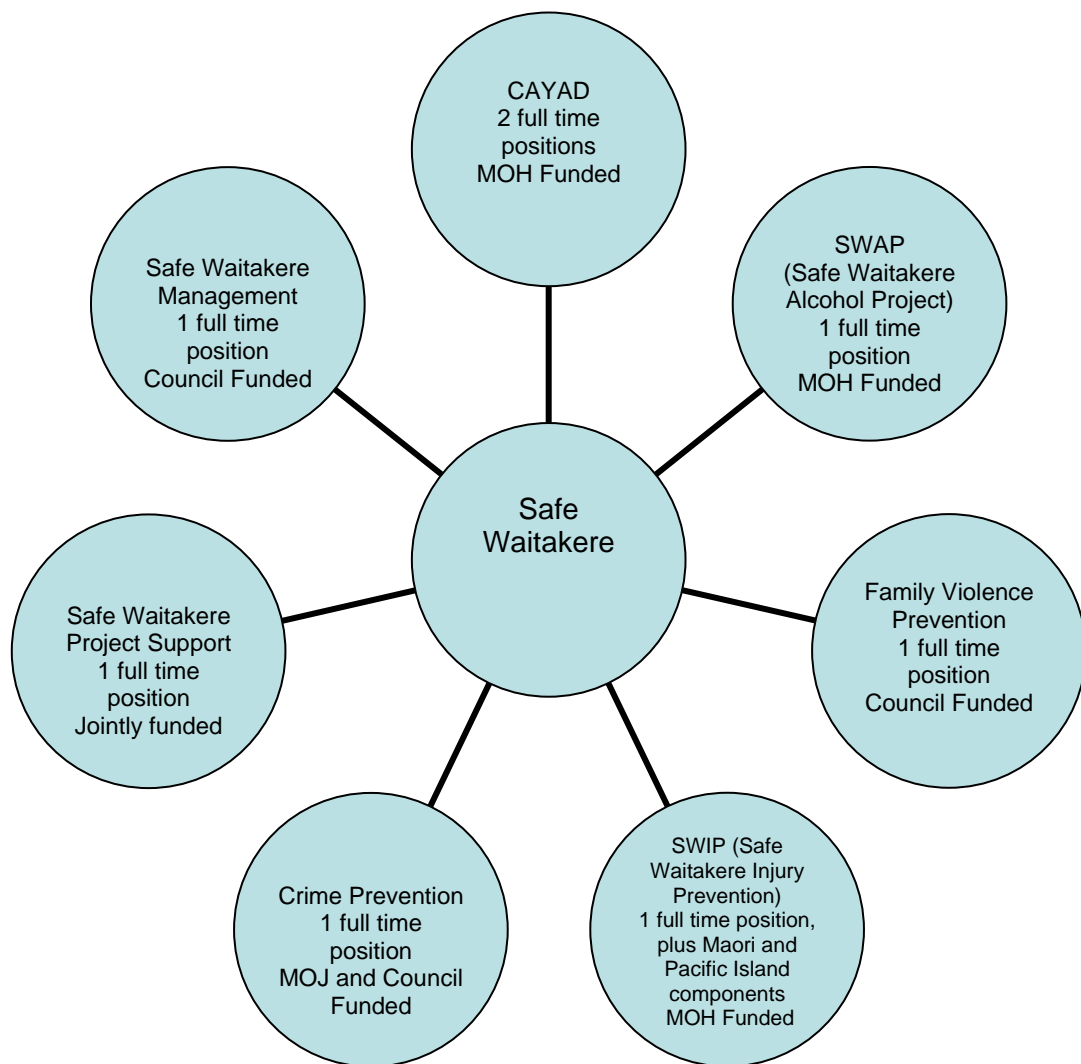 CAYAD
2 full time
positions
MOH Funded
SWAP
(Safe Waitakere
Alcohol Project)
1 full time
position
MOH Funded
Safe Waitakere
Management
1 full time
position
Council Funded
Safe
Waitakere
Family Violence
Prevention
1 full time
position
Council Funded
Safe Waitakere
Project Support
1 full time
position
Jointly funded
SWIP (Safe
Waitakere Injury
Prevention)
1 full time position,
plus Maori and
Pacific Island
components
MOH Funded
Crime Prevention
1 full time
position
MOJ and Council
Funded